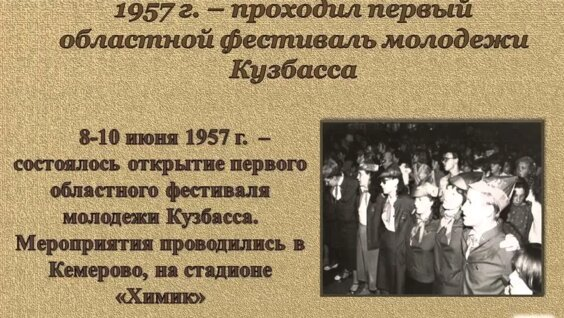 1957 г. – проходил первый
областной фестиваль молодежи
Кузбасса
8-10 июня 1957 г. –
состоялось открытие первого
областного фестиваля
молодежи Кузбасса.
Мероприятия проводились в
Кемерово, на стадионе
«Химик»